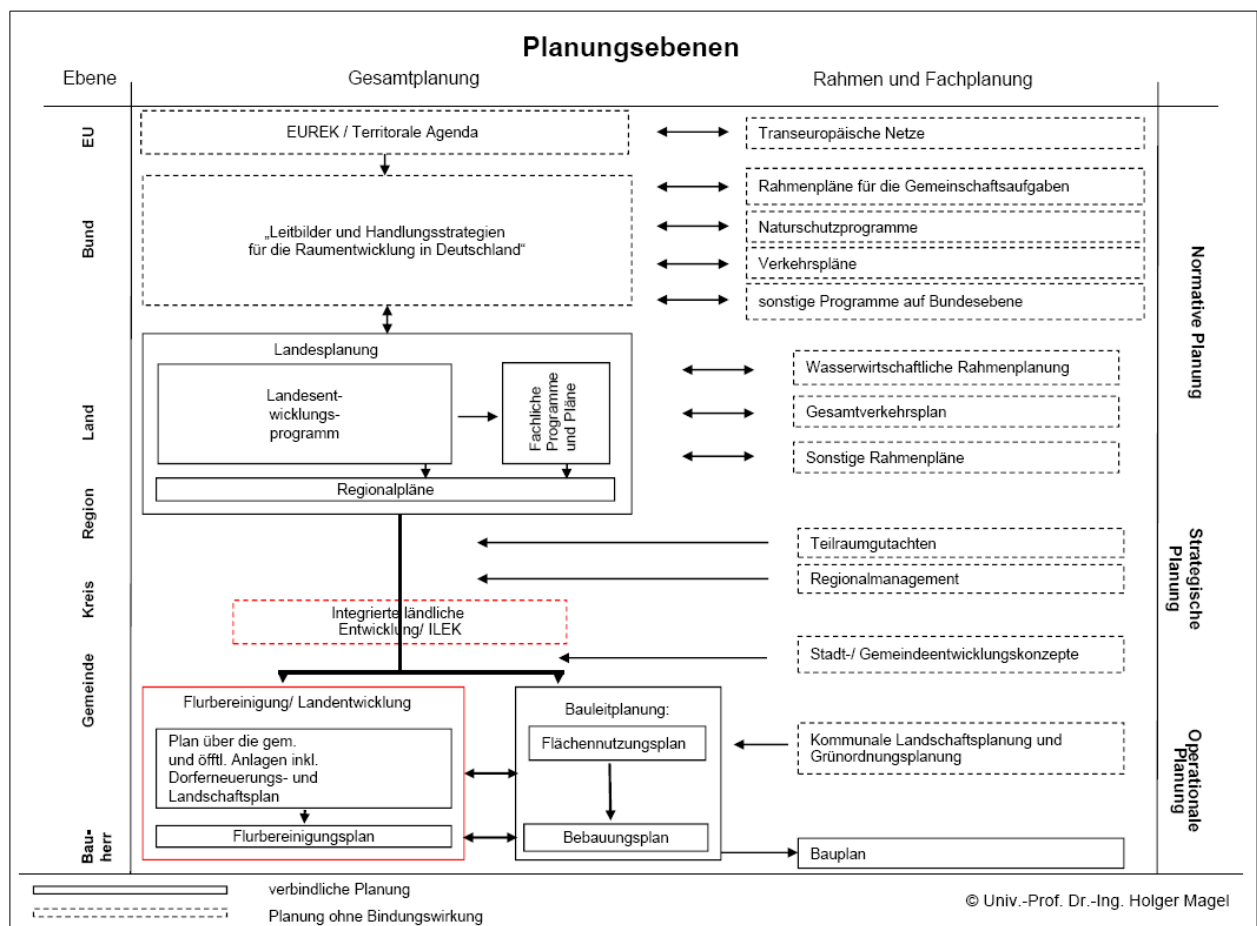 Planungsebenen
Ebene
Gesamtplanung
Rahmen und Fachplanung
EU
EUREK / Territorale Agenda
Transeuropäische Netze
Bund
„Leitbilder und Handlungsstrategien
für die Raumentwicklung in Deutschland“
Rahmenpläne für die Gemeinschaftsaufgaben
Naturschutzprogramme
Verkehrspläne
sonstige Programme auf Bundesebene
Normative Planung
Land
Landesplanung
Landesent-
wicklungs-
programm
Fachliche
Programme
und Pläne
Wasserwirtschaftliche Rahmenplanung
Gesamtverkehrsplan
Sonstige Rahmenpläne
Regionalpläne
Region
Teilraumgutachten
Regionalmanagement
Strategische
Planung
Kreis
Integrierte ländliche
Entwicklung/ ILEK
Stadt-/ Gemeindeentwicklungskonzepte
Gemeinde
Flurbereinigung/ Landentwicklung
Plan über die gem.
und öfftl. Anlagen inkl.
Dorferneuerungs- und
Landschaftsplan
Flurbereinigungsplan
Bauleitplanung:
Flächennutzungsplan
Bebauungsplan
Kommunale Landschaftsplanung und
Grünordnungsplanung
Operationale
Planung
Bau-
herr
Bauplan
verbindliche Planung
Planung ohne Bindungswirkung
© Univ.-Prof. Dr.-Ing. Holger Magel